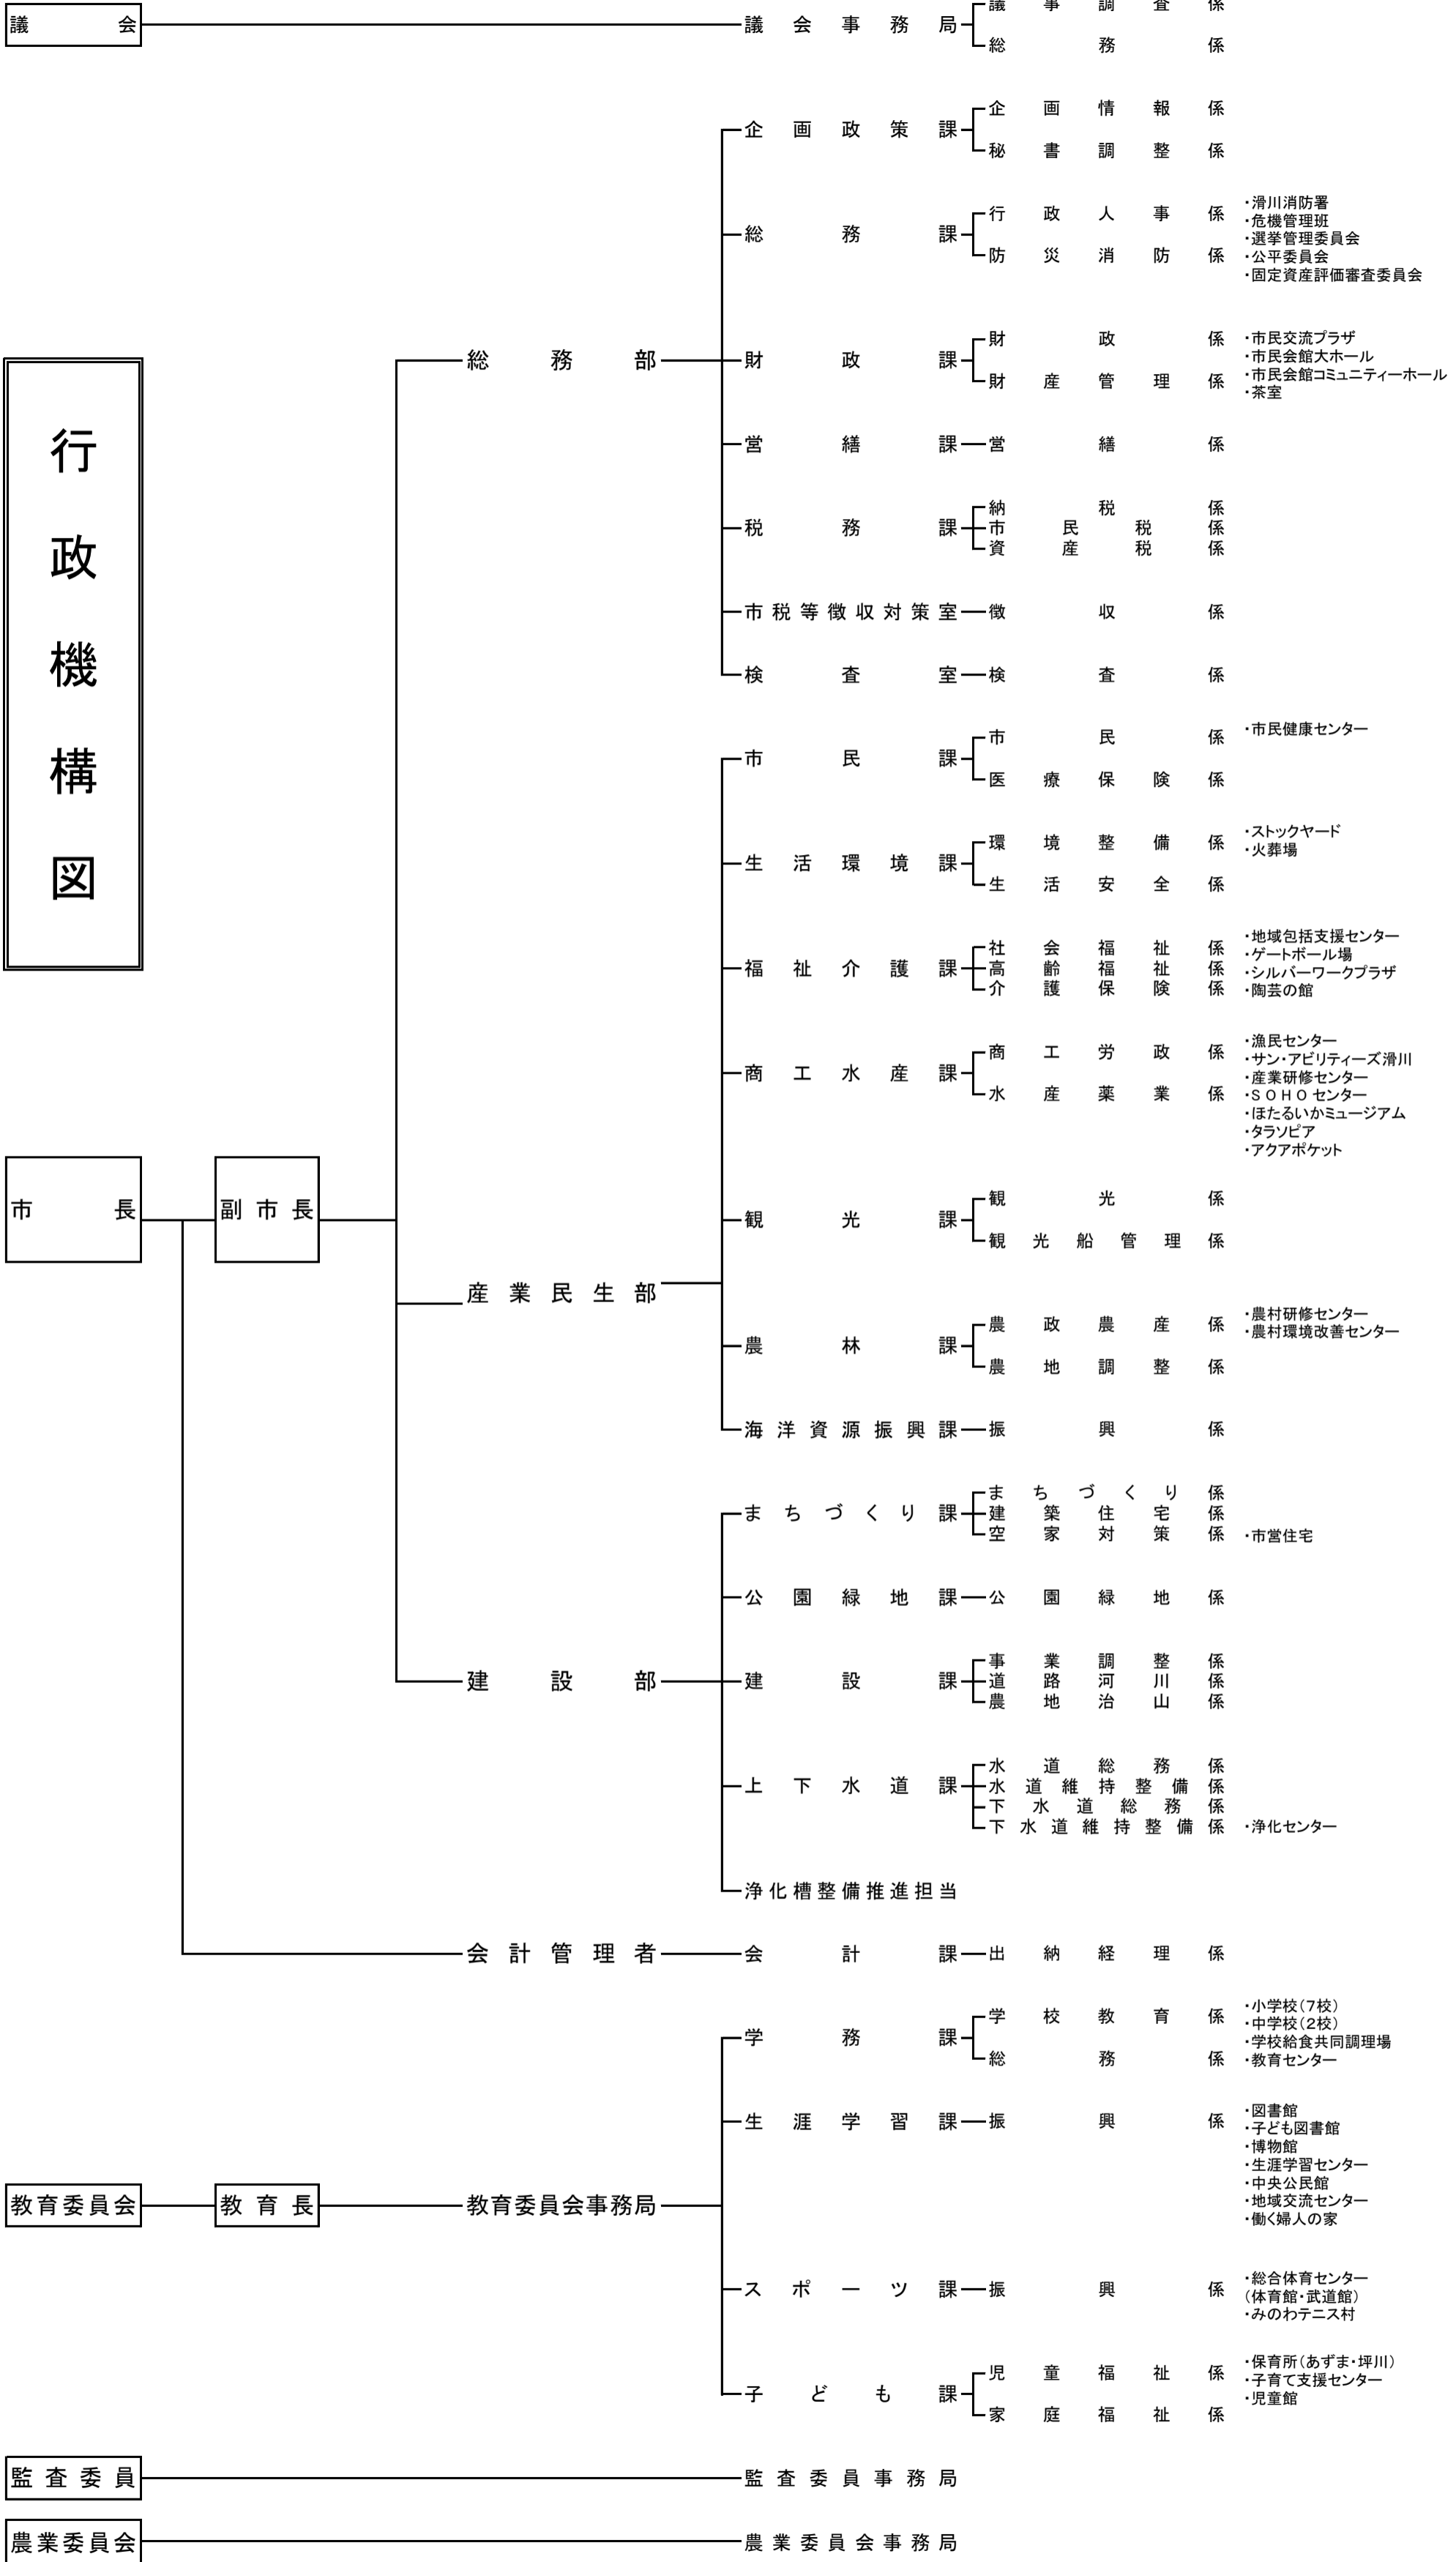 行政機構図
議会
議会事務局
議事調査係
総務係
市長
副市長
総務部
企画政策課
企画情報係
秘書調整係
総務課
行政人事係
防災消防係
・滑川消防署
・危機管理班
・選挙管理委員会
・公平委員会
・固定資産評価審査委員会
財政課
財政係
財産管理係
・市民交流プラザ
・市民会館大ホール
・市民会館コミュニティーホール
・茶室
営繕課
営繕係
税務課
納税係
市民税係
資産税係
市税等徴収対策室
徴収係
検査室
検査係
産業民生部
市民課
市民係
医療保険係
・市民健康センター
生活環境課
環境整備係
生活安全係
・ストックヤード
・火葬場
福祉介護課
社会福祉係
高齢福祉係
介護保険係
・地域包括支援センター
・ゲートボール場
・シルバーワークプラザ
・陶芸の館
商工水産課
商工労政係
水産薬業係
・漁民センター
・サン・アビリティーズ滑川
・産業研修センター
・SOHOセンター
・ほたるいかミュージアム
・タラソピア
・アクアポケット
観光課
観光係
観光船管理係
農林課
農政農産係
農地調整係
・農村研修センター
・農村環境改善センター
海洋資源振興課
振興係
建設部
まちづくり課
まちづくり係
建築住宅係
空家対策係
・市営住宅
公園緑地課
公園緑地係
建設課
事業調整係
道路河川係
農地治山係
上下水道課
水道総務係
水道維持整備係
下水道総務係
下水道維持整備係
・浄化センター
浄化槽整備推進担当
会計管理者
会計課
出納経理係
教育委員会
教育長
教育委員会事務局
学務課
学校教育係
総務係
・小学校(7校)
・中学校(2校)
・学校給食共同調理場
・教育センター
生涯学習課
振興係
・図書館
・子ども図書館
・博物館
・生涯学習センター
・中央公民館
・地域交流センター
・働く婦人の家
スポーツ課
振興係
・総合体育センター
(体育館・武道館)
・みのわテニス村
子ども課
児童福祉係
家庭福祉係
・保育所(あずま・坪川)
・子育て支援センター
・児童館
監査委員
監査委員事務局
農業委員会
農業委員会事務局